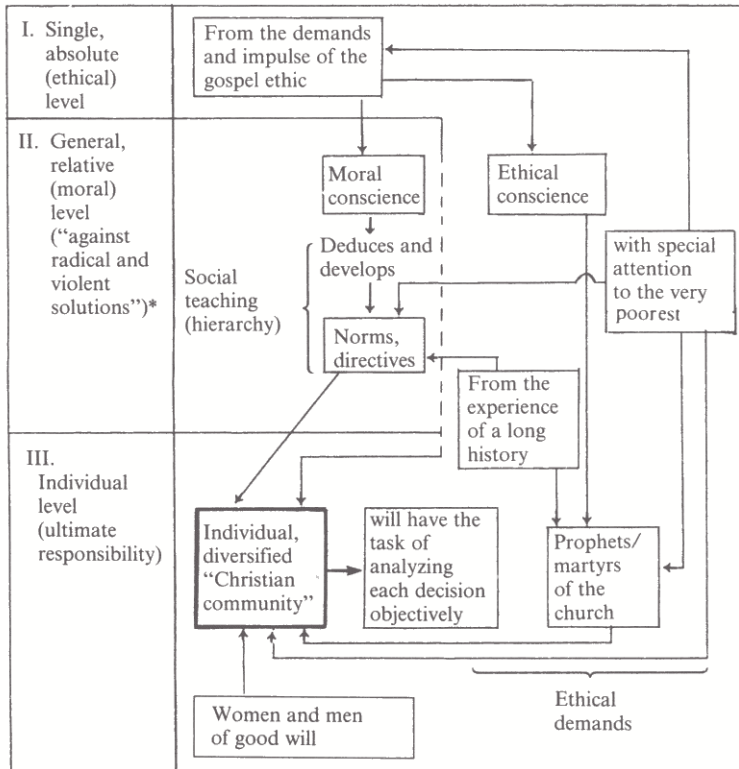 I. Single,
absolute
(ethical)
level
From the demands
and impulse of the
gospel ethic
II. General,
relative
(moral)
level
(“against
radical and
violent
solutions”)*
Social
teaching
(hierarchy)
Moral
conscience
Deduces and
develops
Norms,
directives
Ethical
conscience
with special
attention
to the very
poorest
From the
experience
of a long
history
III.
Individual
level
(ultimate
responsibility)
Individual,
diversified
“Christian
community”
will have the
task of
analyzing
each decision
objectively
Prophets/
martyrs
of the
church
Women and men
of good will
Ethical
demands